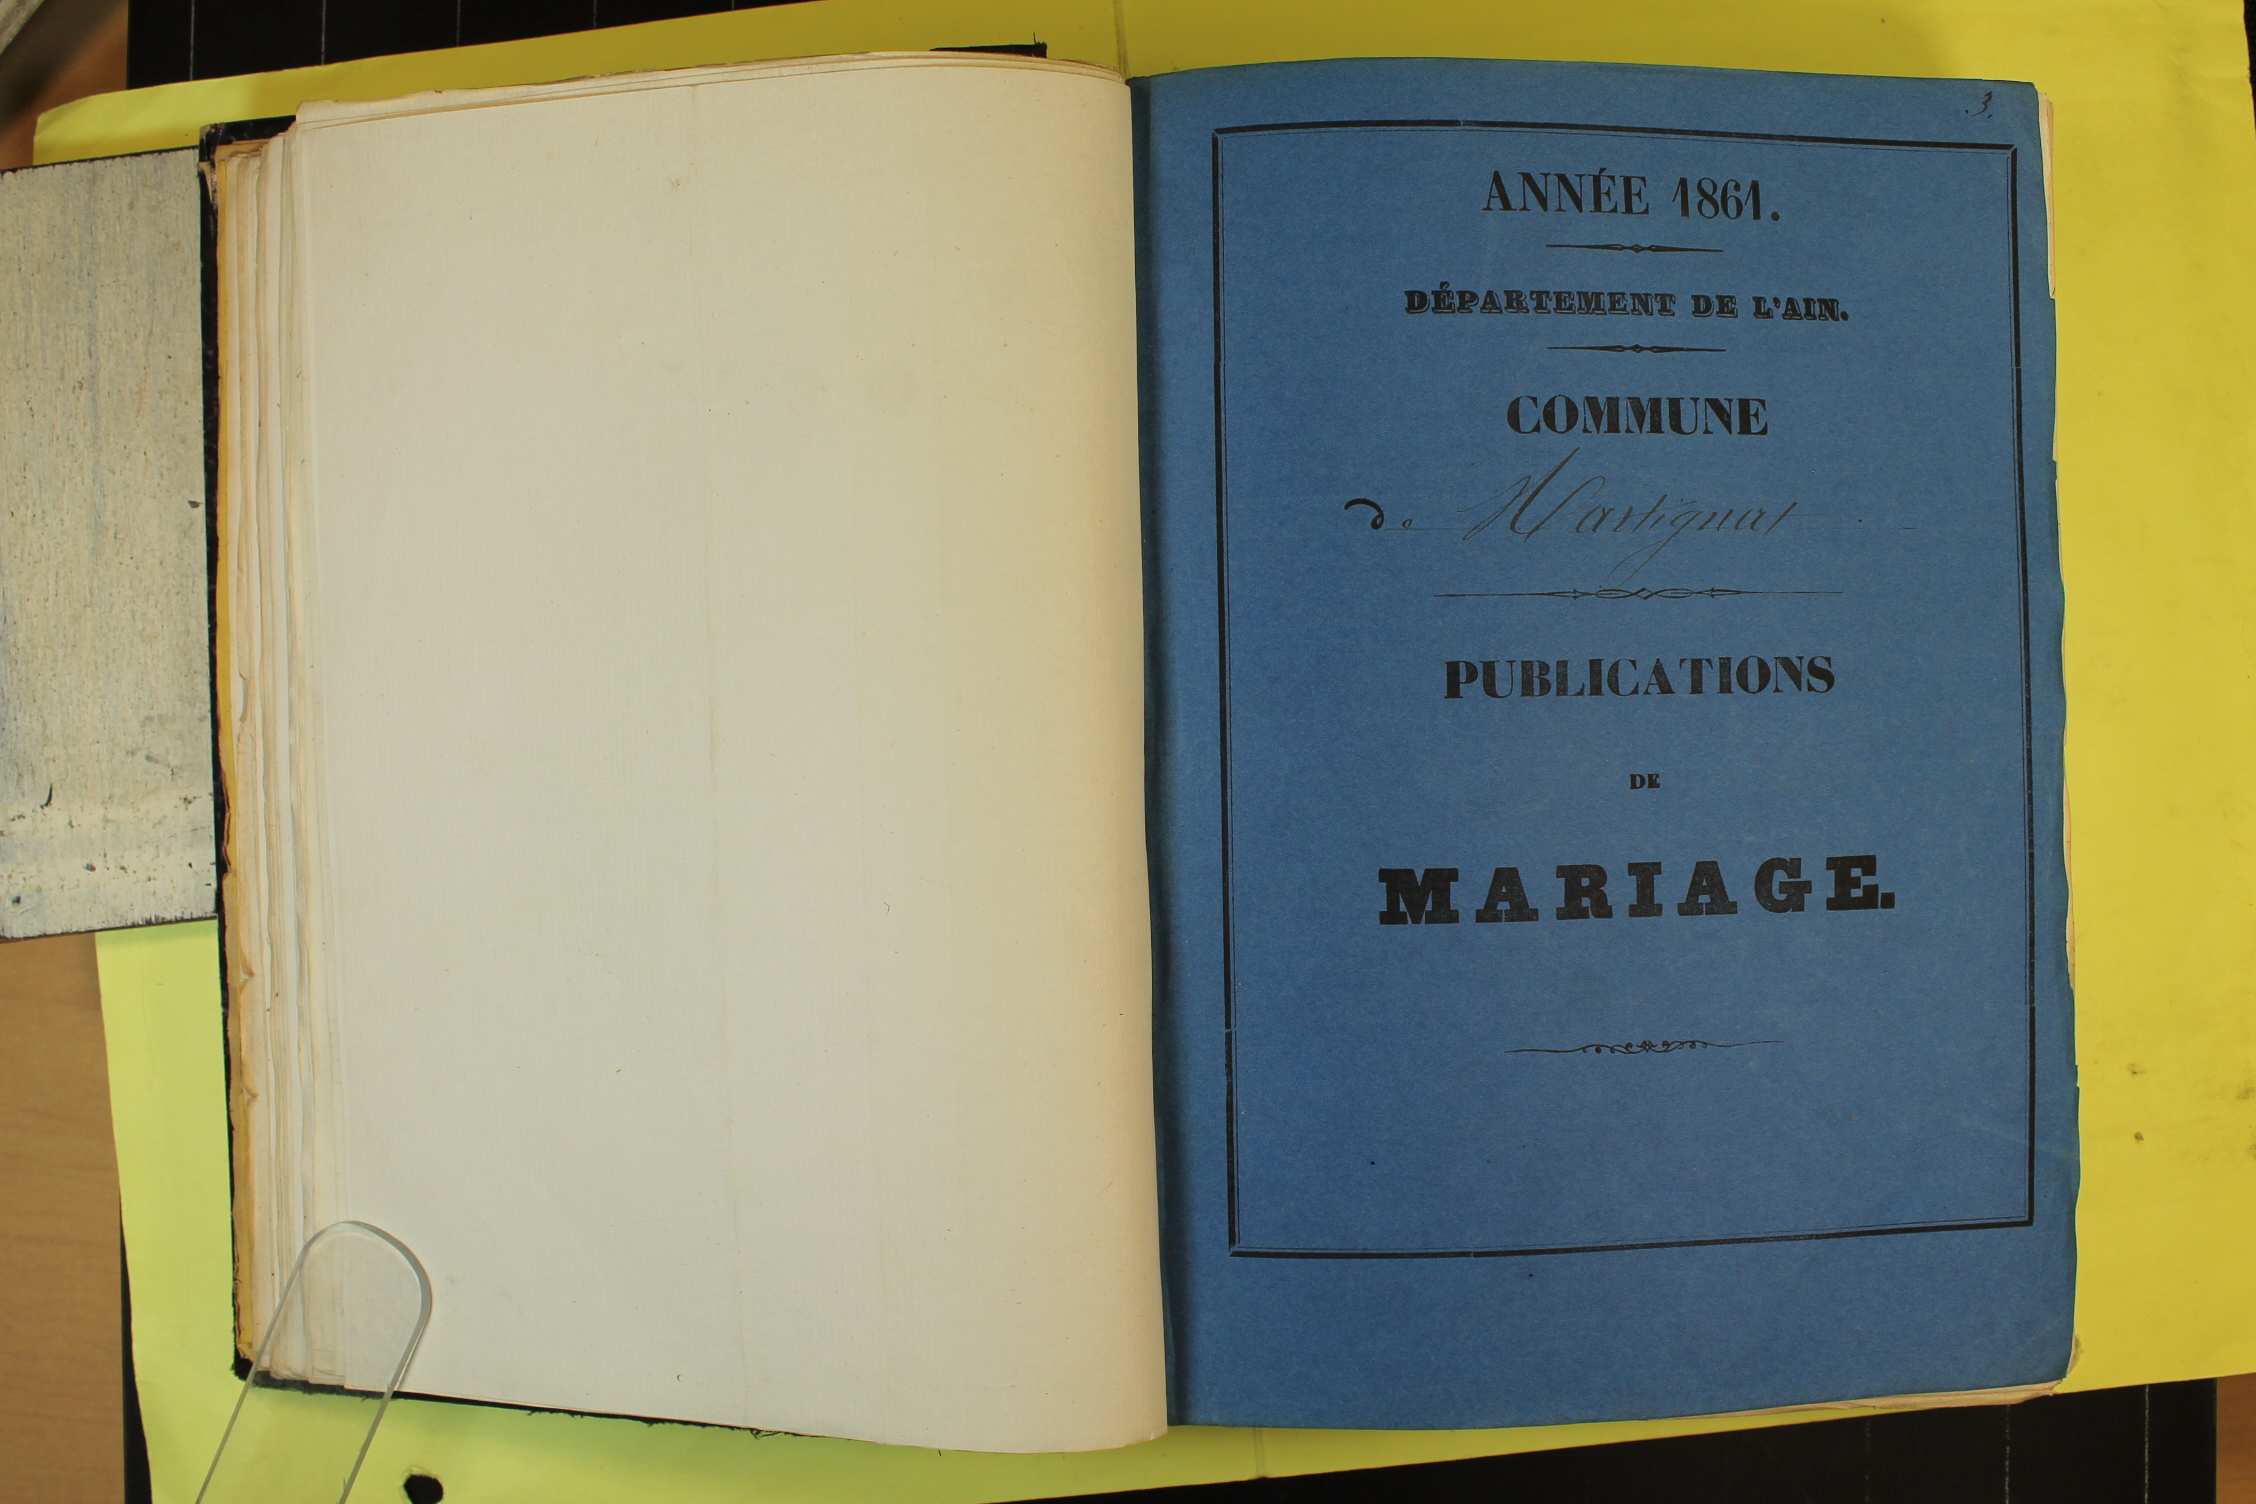 3.
ANNÉE 1861.
DÉPARTEMENT DE L'AIN.
COMMUNE
de Martignat
PUBLICATIONS
DE
MARIAGE.